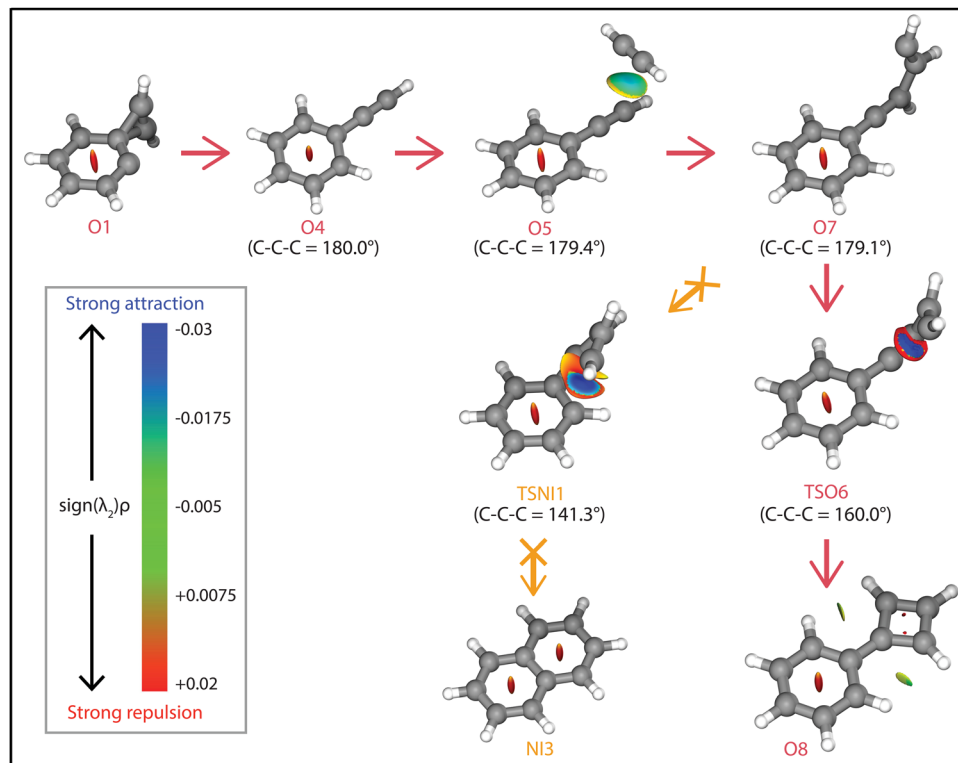 O1
O4
(C-C-C = 180.0°)
O5
(C-C-C = 179.4°)
O7
(C-C-C = 179.1°)
Strong attraction
-0.03
-0.0175
sign(λ₂)ρ
-0.005
+0.0075
+0.02
Strong repulsion
TSNI1
(C-C-C = 141.3°)
TSO6
(C-C-C = 160.0°)
NI3
O8